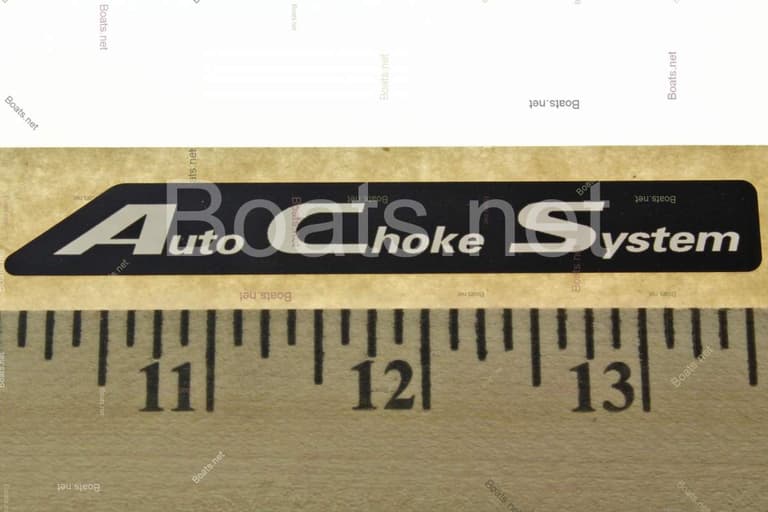 Auto Choke System
Boats.net
11 12 13